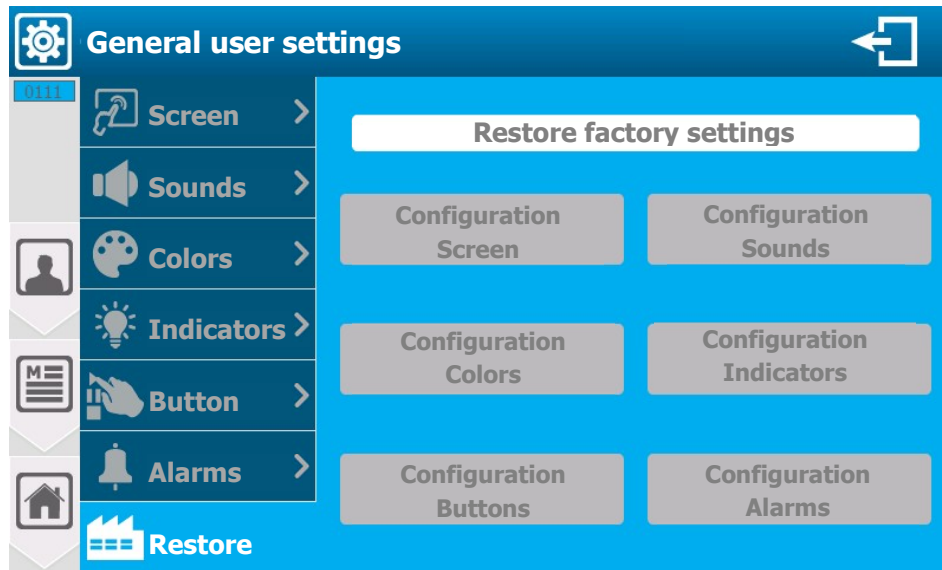 General user settings
0111
Screen
Sounds
Colors
Indicators
Button
Alarms
Restore
M
Restore factory settings
Configuration
Screen
Configuration
Sounds
Configuration
Colors
Configuration
Indicators
Configuration
Buttons
Configuration
Alarms